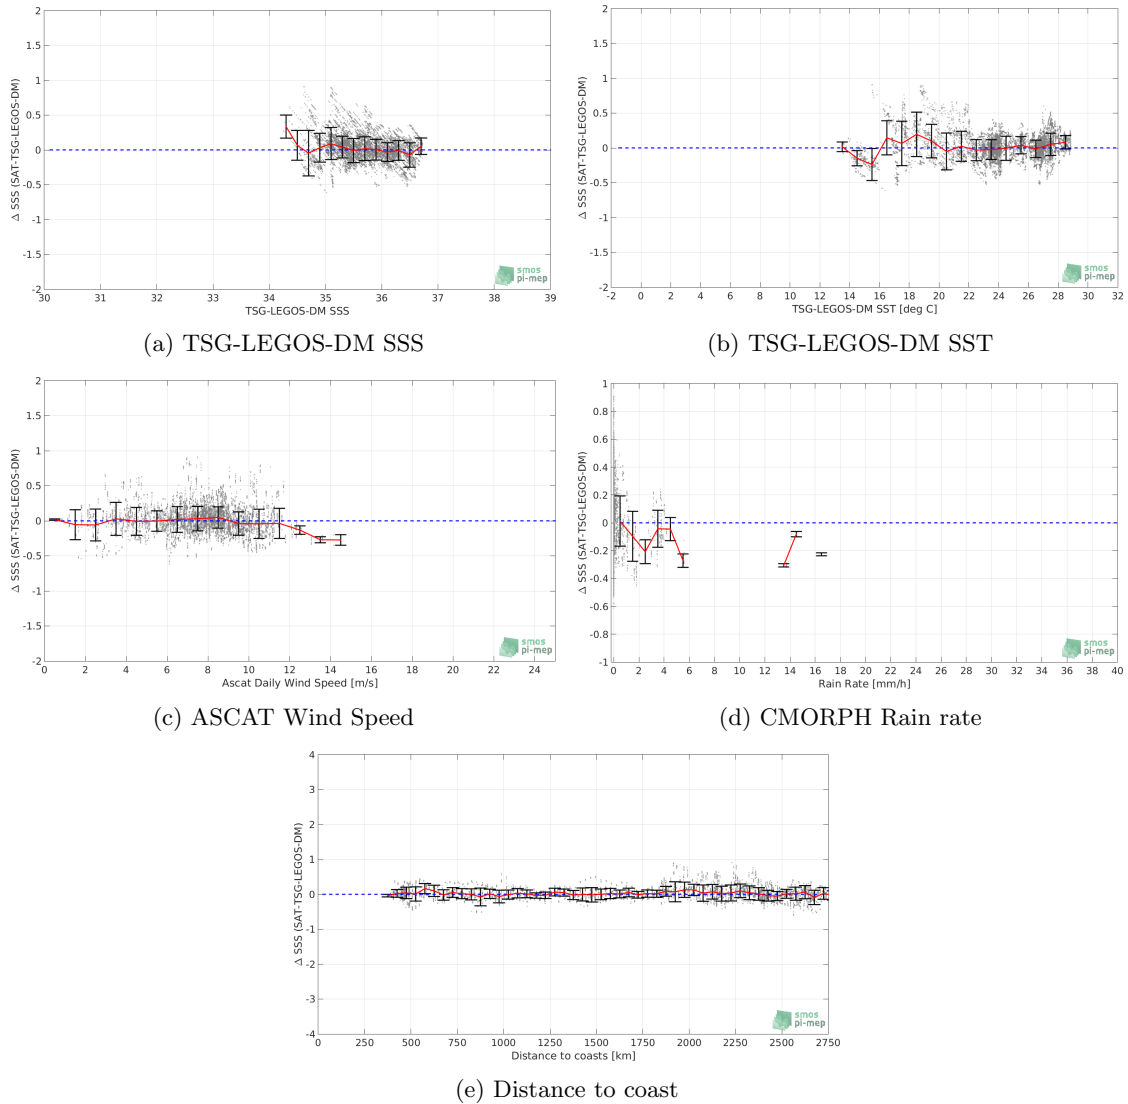 2
1.5
1
0.5
0
-0.5
-1
-1.5
-2
Δ SSS (SAT-TSG-LEGOS-DM)
30 31 32 33 34 35 36 37 38 39
TSG-LEGOS-DM SSS
smos
pi-mep
(a) TSG-LEGOS-DM SSS
2
1.5
1
0.5
0
-0.5
-1
-1.5
-2
Δ SSS (SAT-TSG-LEGOS-DM)
-2 0 2 4 6 8 10 12 14 16 18 20 22 24 26 28 30 32
TSG-LEGOS-DM SST [deg C]
smos
pi-mep
(b) TSG-LEGOS-DM SST
2
1.5
1
0.5
0
-0.5
-1
-1.5
-2
Δ SSS (SAT-TSG-LEGOS-DM)
0 2 4 6 8 10 12 14 16 18 20 22 24
Ascat Daily Wind Speed [m/s]
smos
pi-mep
(c) ASCAT Wind Speed
1
0.8
0.6
0.4
0.2
0
-0.2
-0.4
-0.6
-0.8
-1
Δ SSS (SAT-TSG-LEGOS-DM)
0 2 4 6 8 10 12 14 16 18 20 22 24 26 28 30 32 34 36 38 40
Rain Rate [mm/h]
smos
pi-mep
(d) CMORPH Rain rate
4
3
2
1
0
-1
-2
-3
-4
Δ SSS (SAT-TSG-LEGOS-DM)
0 250 500 750 1000 1250 1500 1750 2000 2250 2500 2750
Distance to coasts [km]
smos
pi-mep
(e) Distance to coast